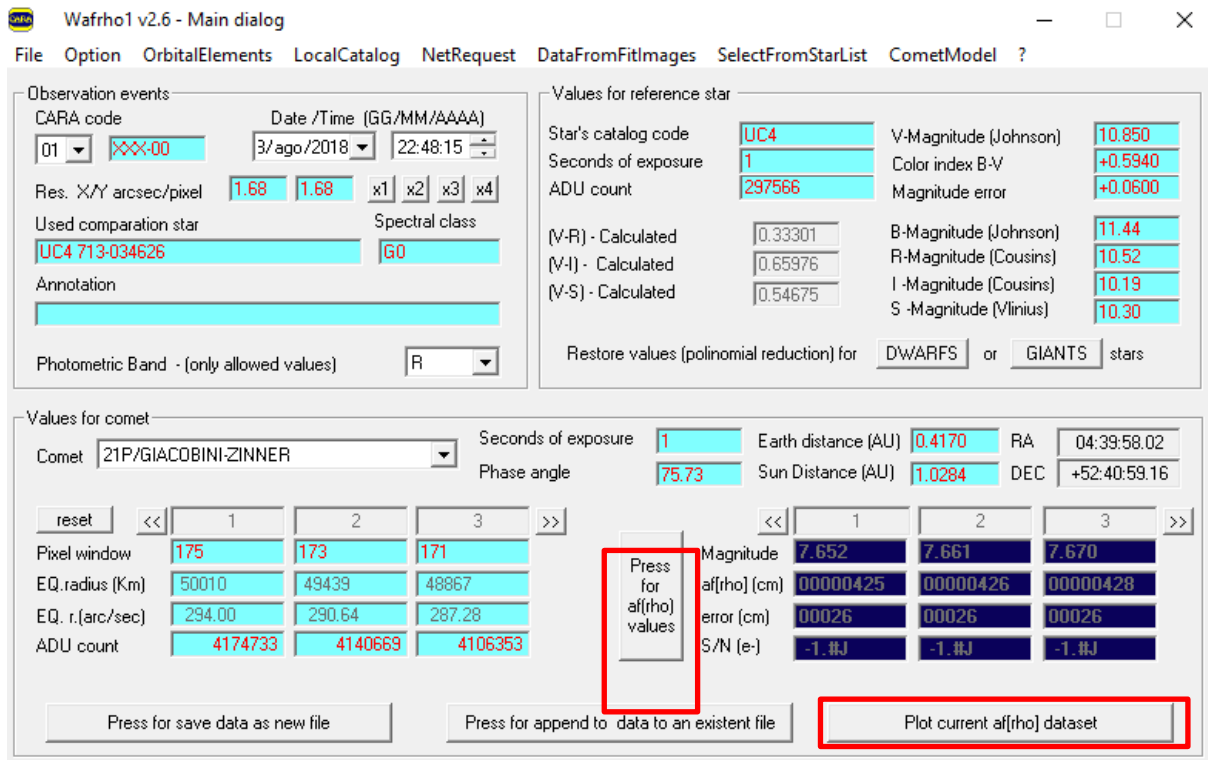 CARA Wafrho1 v2.6 - Main dialog
File Option OrbitalElements LocalCatalog NetRequest DataFromFitImages SelectFromStarList CometModel ?
Observation events
CARA code Date /Time (GG/MM/AAAA)
01 XXX-00 3/ago/2018 22:48:15
Res. X/Y arcsec/pixel 1.68 1.68 x1 x2 x3 x4
Used comparation star Spectral class
UC4 713-034626 G0
Annotation
Photometric Band - (only allowed values) R
Values for reference star
Star's catalog code UC4 V-Magnitude (Johnson) 10.850
Seconds of exposure 1 Color index B-V +0.5940
ADU count 297566 Magnitude error +0.0600
(V-R) - Calculated 0.33301 B-Magnitude (Johnson) 11.44
(V-I) - Calculated 0.65976 R-Magnitude (Cousins) 10.52
(V-S) - Calculated 0.54675 I -Magnitude (Cousins) 10.19
S -Magnitude (Vlinius) 10.30
Restore values (polinomial reduction) for DWARFS or GIANTS stars
Values for comet
Comet 21P/GIACOBINI-ZINNER Seconds of exposure 1 Earth distance (AU) 0.4170 RA 04:39:58.02
Phase angle 75.73 Sun Distance (AU) 1.0284 DEC +52:40:59.16
reset << 1 2 3 >> << 1 2 3 >>
Pixel window 175 173 171
EQ.radius (Km) 50010 49439 48867
EQ. r.(arc/sec) 294.00 290.64 287.28
ADU count 4174733 4140669 4106353
Press
for
af(rho)
values
Magnitude 7.652 7.661 7.670
af[rho] (cm) 00000425 00000426 00000428
error (cm) 00026 00026 00026
S/N (e-) -1.#J -1.#J -1.#J
Press for save data as new file Press for append to data to an existent file Plot current af[rho] dataset